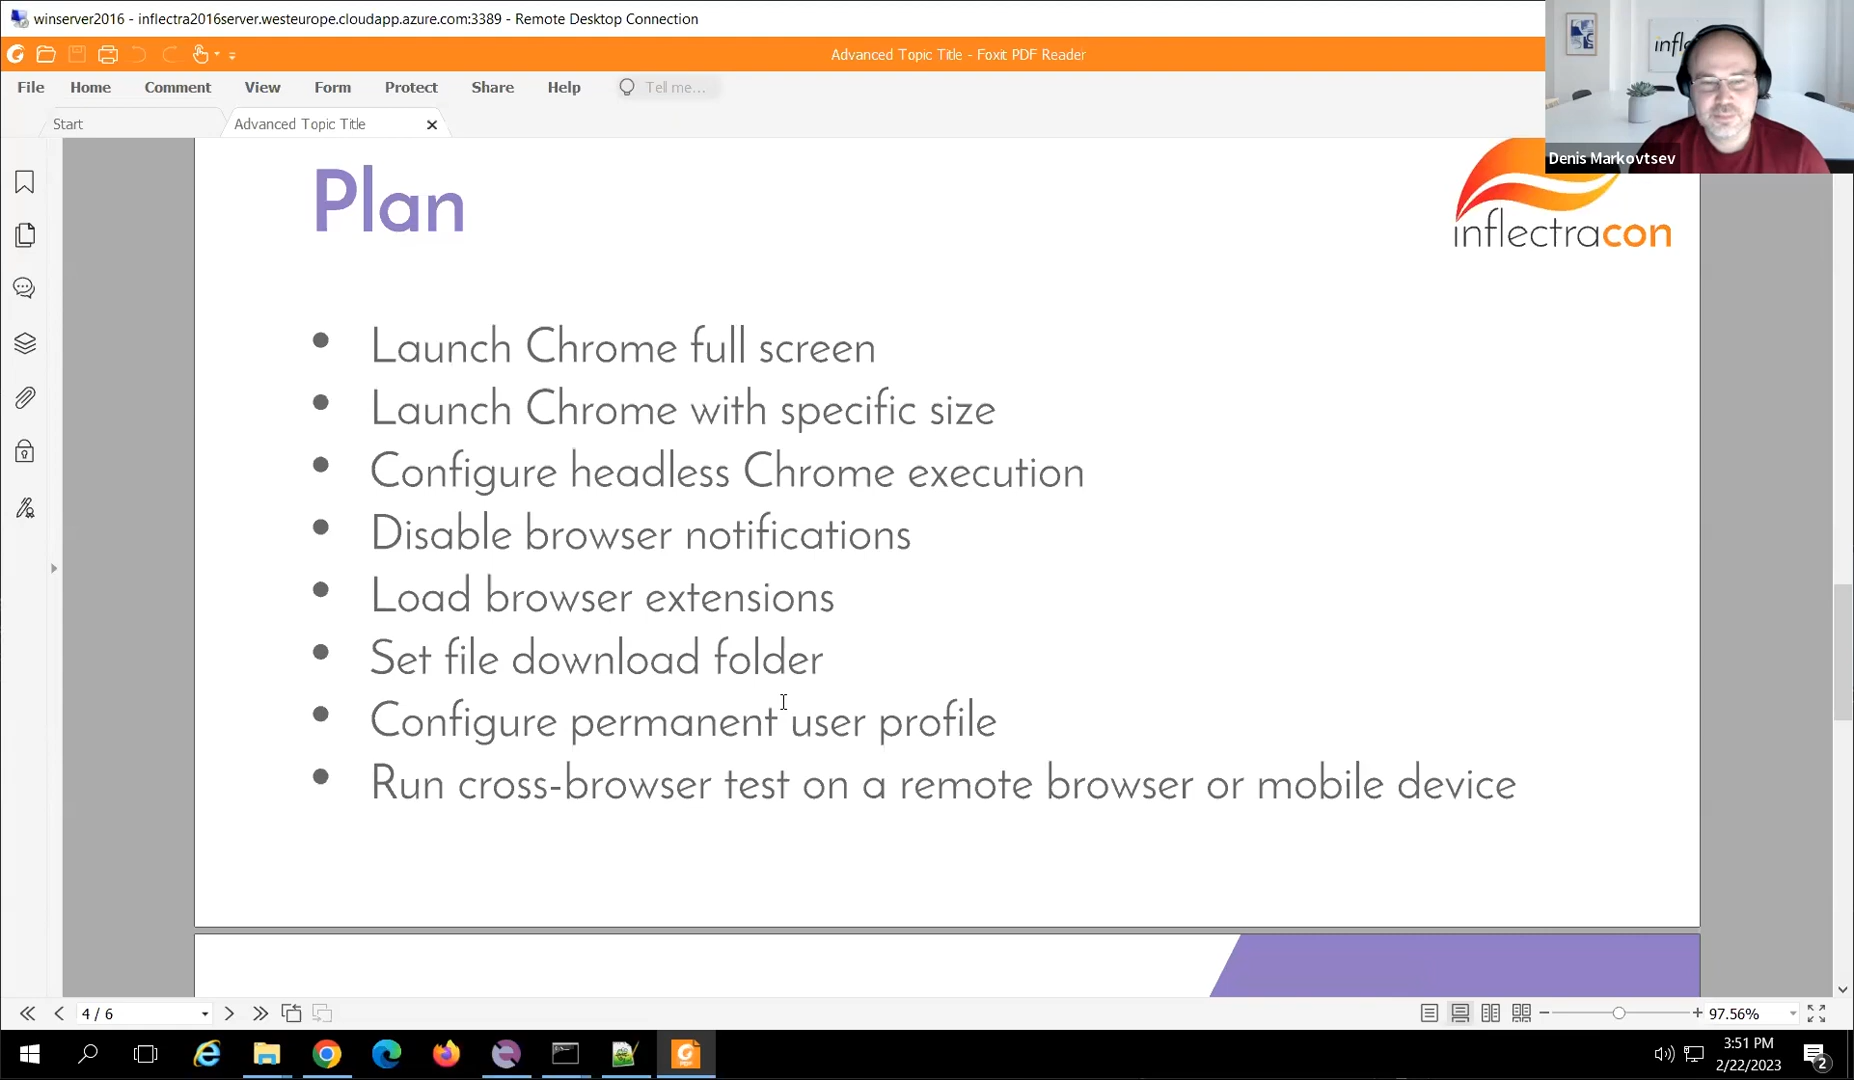 winserver2016 - inflectra2016server.westeurope.cloudapp.azure.com:3389 - Remote Desktop Connection
Advanced Topic Title - Foxit PDF Reader
File Home Comment View Form Protect Share Help Tell me...
Start Advanced Topic Title
Denis Markovtsev
Plan
inflectracon
Launch Chrome full screen
Launch Chrome with specific size
Configure headless Chrome execution
Disable browser notifications
Load browser extensions
Set file download folder
Configure permanent user profile
Run cross-browser test on a remote browser or mobile device
4 / 6
97.56%
3:51 PM
2/22/2023
2